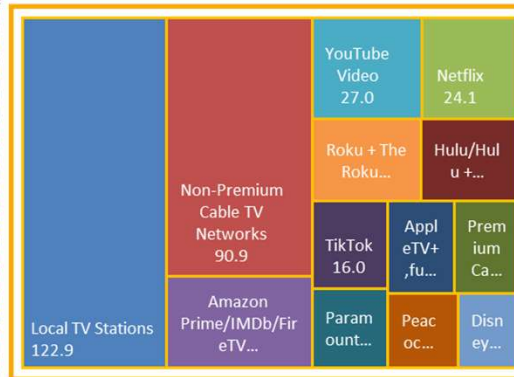 Local TV Stations
122.9
Non-Premium
Cable TV
Networks
90.9
Amazon
Prime/IMDb/Fir
eTV...
YouTube
Video
27.0
Netflix
24.1
Roku + The
Roku...
Hulu/Hul
u +...
TikTok
16.0
Appl
eTV+
,fu...
Prem
ium
Ca...
Param
ount...
Peac
oc...
Disn
ey...